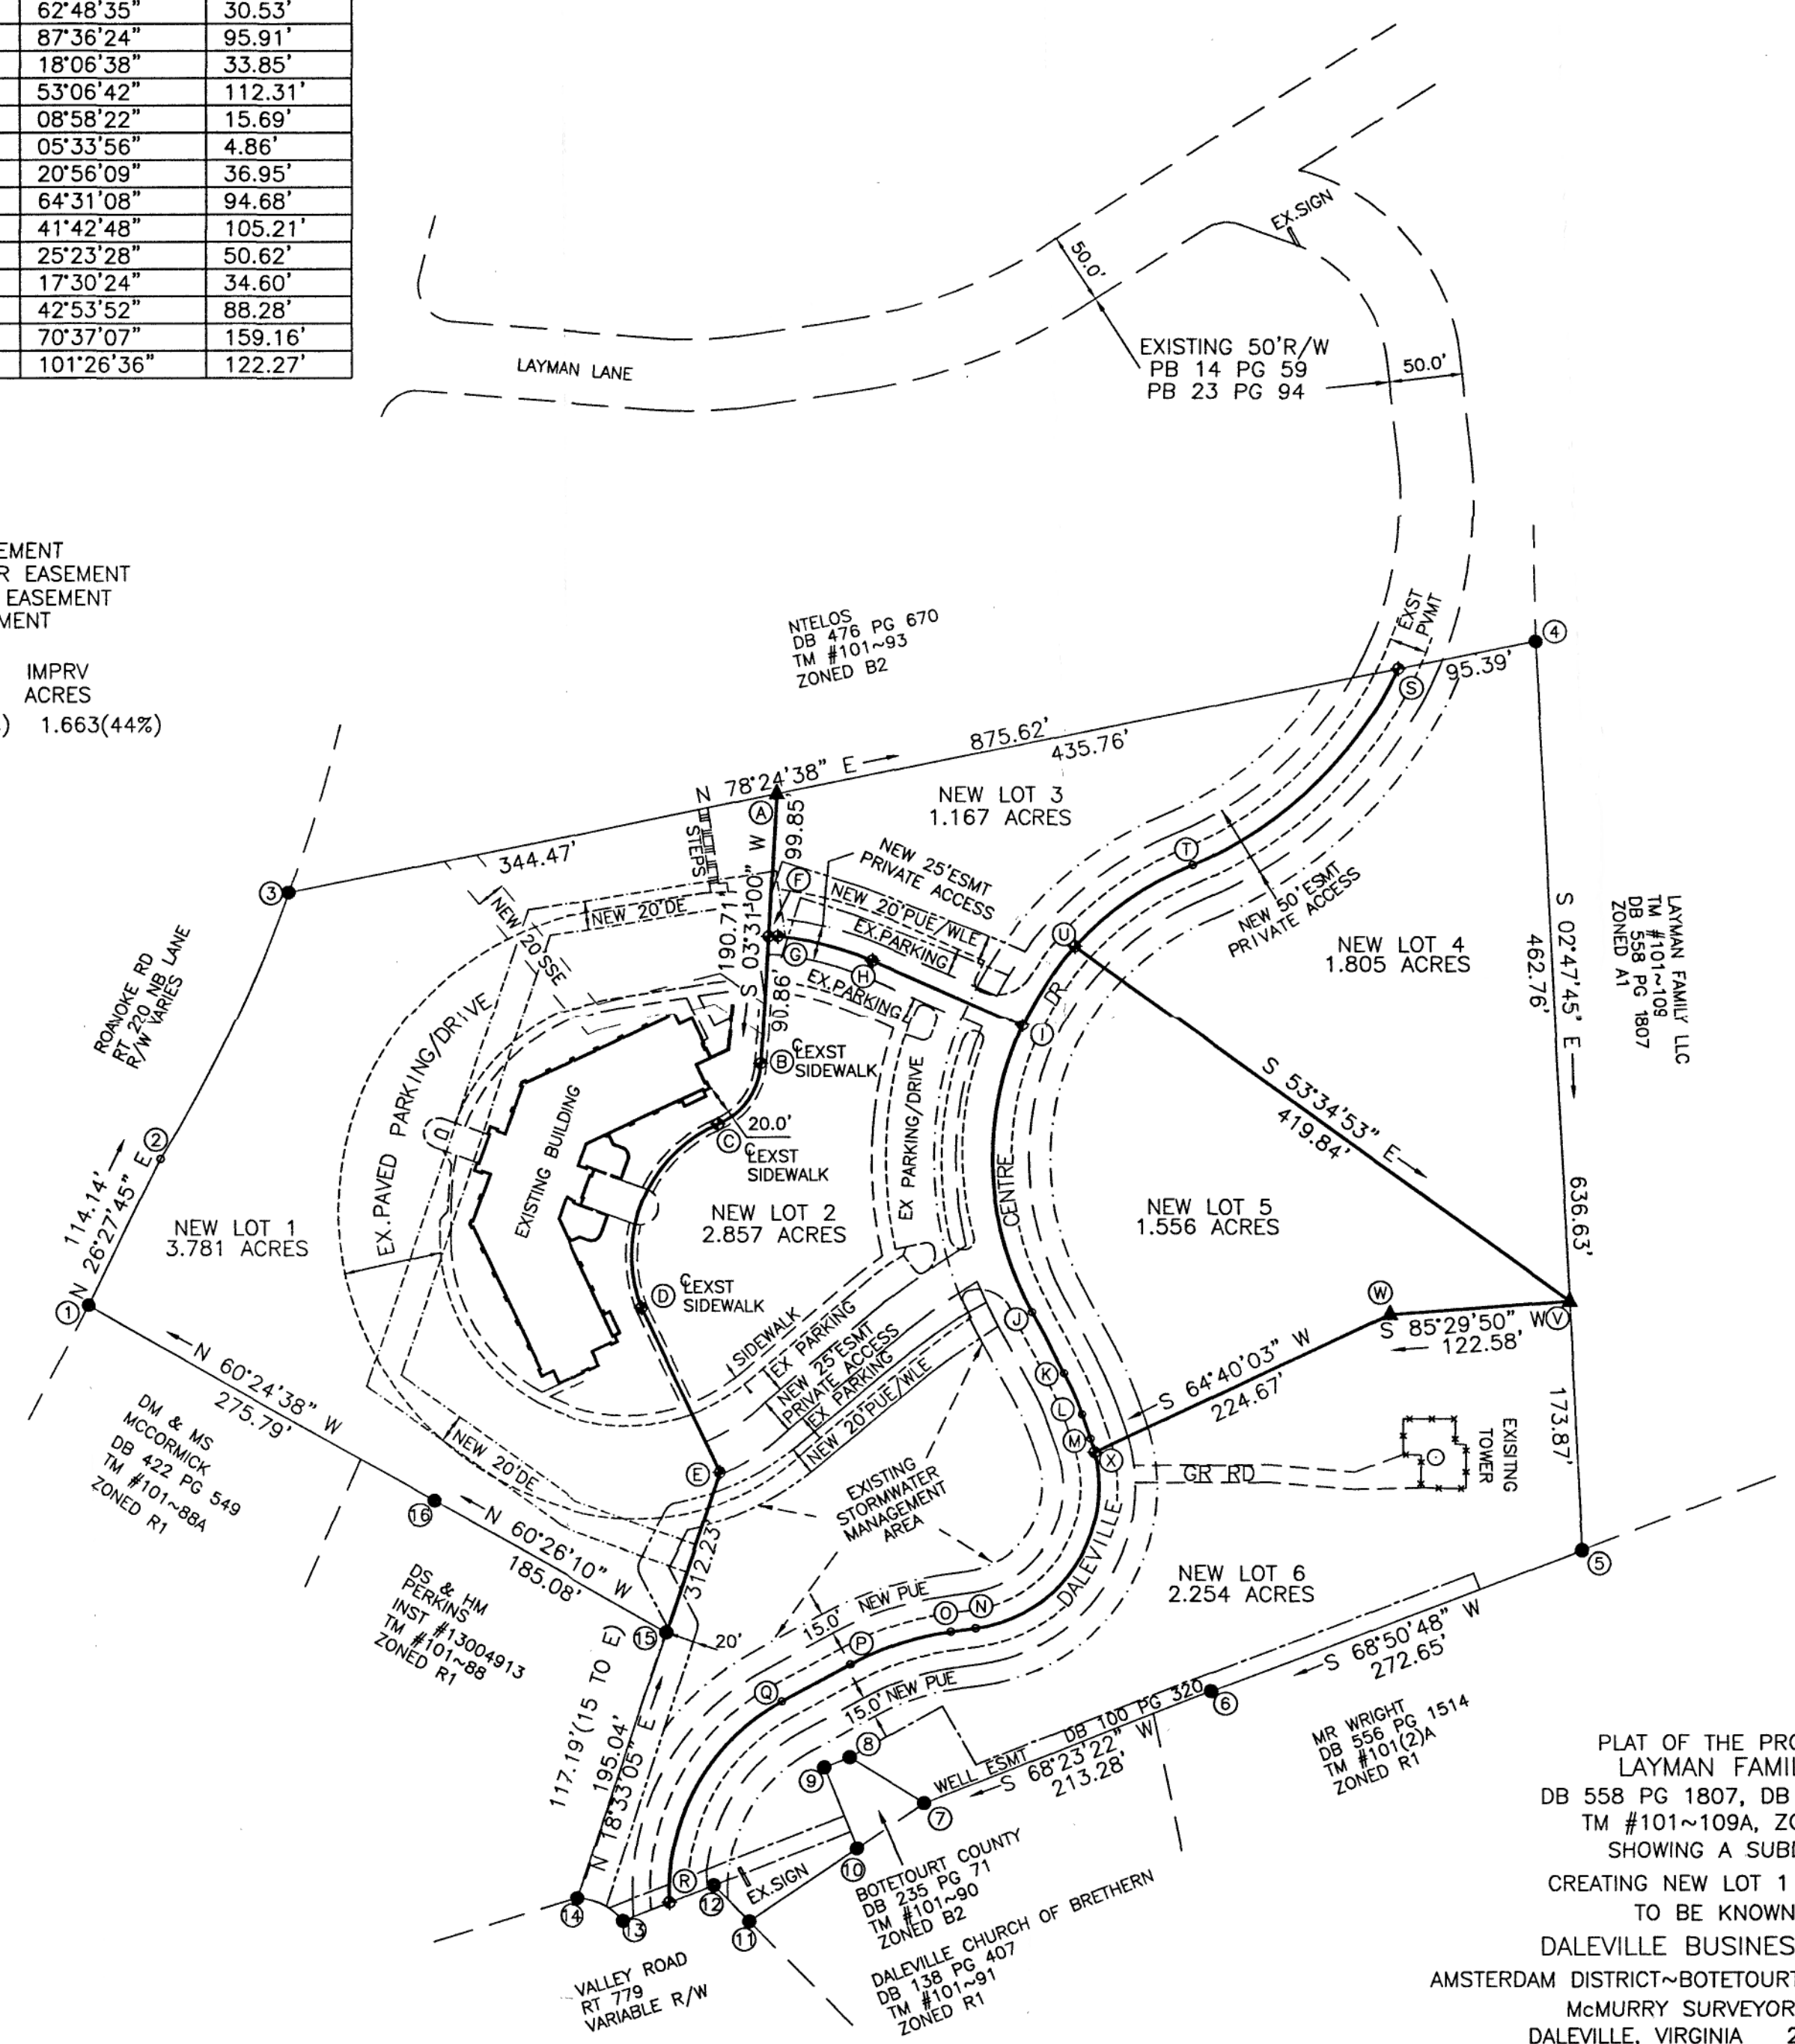 62°48'35" 30.53'
87°36'24" 95.91'
18°06'38" 33.85'
53°06'42" 112.31'
08°58'22" 15.69'
05°33'56" 4.86'
20°56'09" 36.95'
64°31'08" 94.68'
41°42'48" 105.21'
25°23'28" 50.62'
17°30'24" 34.60'
42°53'52" 88.28'
70°37'07" 159.16'
101°26'36" 122.27'
EX.SIGN
50.0'
EXISTING 50'R/W
PB 14 PG 59
PB 23 PG 94
50.0'
LAYMAN LANE
EMENT
R EASEMENT
EASEMENT
MENT
IMPRV
ACRES
) 1.663(44%)
NTELOS
DB 476 PG 670
TM #101~93
ZONED B2
EXST
PVMT
4
95.39'
S
875.62'
435.76'
N 78°24'38" E
A
344.47'
STEPS
3
NEW LOT 3
1.167 ACRES
99.85'
S 03°31'00" W
190.71'
90.86'
NEW 25'ESMT
PRIVATE ACCESS
F
NEW 20'PUE/WLE
EX.PARKING
G
H
EX.PARKING
NEW 20'DE
NEW 20'SSE
T
U
DR
I
NEW 50'ESMT
PRIVATE ACCESS
NEW LOT 4
1.805 ACRES
S 02°47'45" E
462.76'
LAYMAN FAMILY LLC
TM #101~109
DB 558 PG 1807
ZONED A1
ROANOKE RD
RT 220 NB LANE
R/W VARIES
EX.PAVED PARKING/DRIVE
B
℄EXST
SIDEWALK
20.0'
C
℄EXST
SIDEWALK
EXISTING BUILDING
EX PARKING/DRIVE
CENTRE
S 53°34'53" E
419.84'
2
114.14'
N 26°27'45" E
1
NEW LOT 1
3.781 ACRES
NEW LOT 2
2.857 ACRES
NEW LOT 5
1.556 ACRES
636.63'
D
℄EXST
SIDEWALK
W
V
S 85°29'50" W
122.58'
J
SIDEWALK
EX PARKING
NEW 25'ESMT
PRIVATE ACCESS
EX PARKING
NEW 20'PUE/WLE
K
L
M
X
S 64°40'03" W
224.67'
173.87'
N 60°24'38" W
275.79'
DM & MS
MCCORMICK
DB 422 PG 549
TM #101~88A
ZONED R1
NEW 20'DE
E
EXISTING
STORMWATER
MANAGEMENT
AREA
GR RD
EXISITNG
TOWER
16
N 60°26'10" W
185.08'
312.23'
DALEVILLE
5
NEW LOT 6
2.254 ACRES
DS & HM
PERKINS
INST #13004913
TM #101~88
ZONED R1
15
20'
NEW PUE
15.0'
O
N
P
Q
15.0' NEW PUE
S 68°50'48" W
272.65'
6
117.19'(15 TO E)
195.04'
N 18°33'05" E
8
9
WELL ESMT DB 100 PG 320
S 68°23'22" W
213.28'
7
10
MR WRIGHT
DB 556 PG 1514
TM #101(2)A
ZONED R1
R
12
EX.SIGN
11
14
13
BOTETOURT COUNTY
DB 235 PG 71
TM #101~90
ZONED B2
DALEVILLE CHURCH OF BRETHERN
DB 138 PG 407
TM #101~91
ZONED R1
VALLEY ROAD
RT 779
VARIABLE R/W
PLAT OF THE PRO
LAYMAN FAMIL
DB 558 PG 1807, DB
TM #101~109A, ZO
SHOWING A SUBD
CREATING NEW LOT 1
TO BE KNOWN
DALEVILLE BUSINES
AMSTERDAM DISTRICT~BOTETOURT
McMURRY SURVEYOR
DALEVILLE, VIRGINIA 2